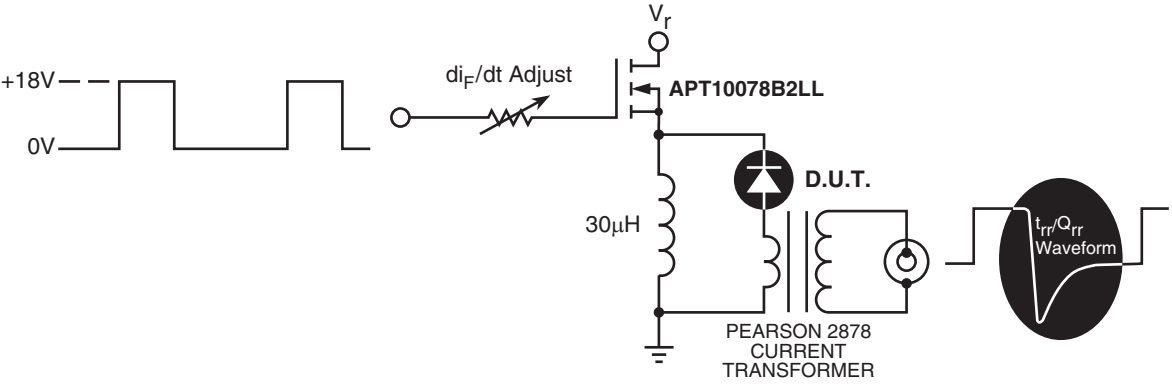 V_r
+18V
0V
di_F/dt Adjust
APT10078B2LL
D.U.T.
30μH
t_rr/Q_rr
Waveform
PEARSON 2878
CURRENT
TRANSFORMER